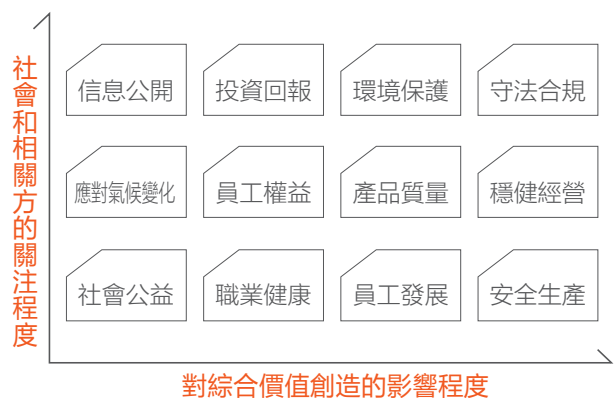 社會和相關方的關注程度
信息公開
投資回報
環境保護
守法合規
應對氣候變化
員工權益
產品質量
穩健經營
社會公益
職業健康
員工發展
安全生產
對綜合價值創造的影響程度